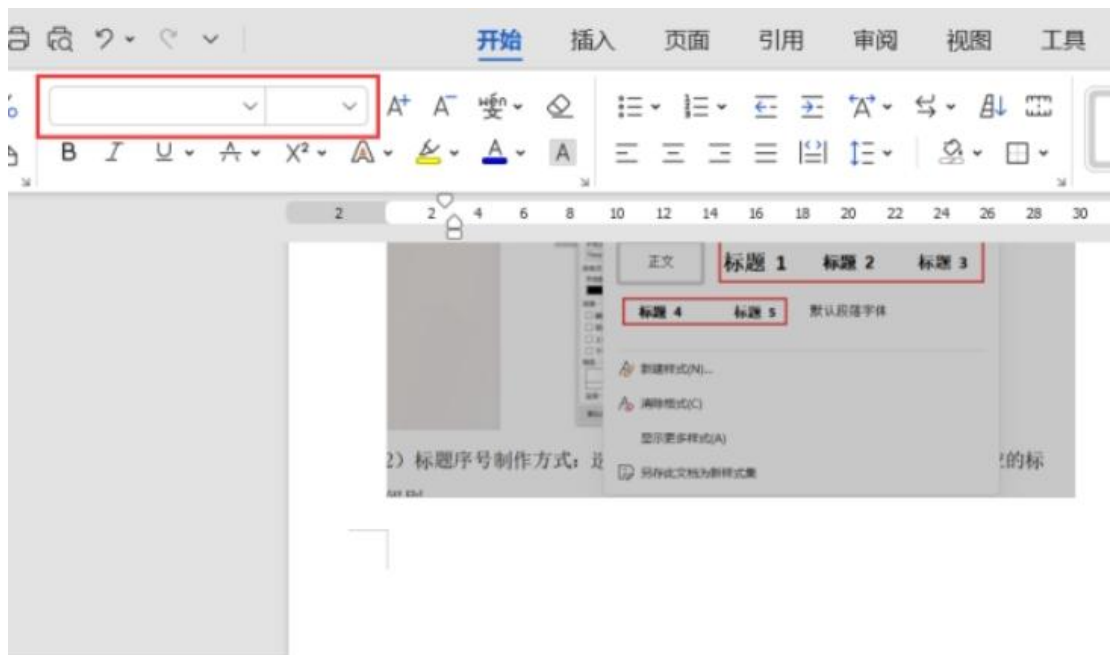 开始 插入 页面 引用 审阅 视图 工具
A+ A- wén 变
B I U A X² A A A
2 2 4 6 8 10 12 14 16 18 20 22 24 26 28 30
正文 标题 1 标题 2 标题 3
标题 4 标题 5 默认段落字体
新建样式(N)...
清除格式(C)
显示更多样式(A)
另存此文档为新样式集
2）标题序号制作方式：
的标